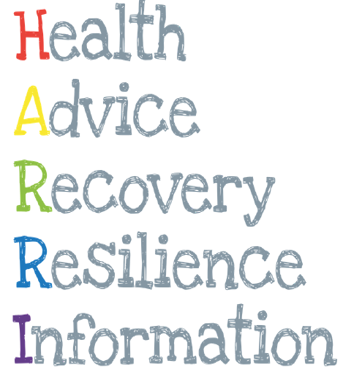 Health
Advice
Recovery
Resilience
Information